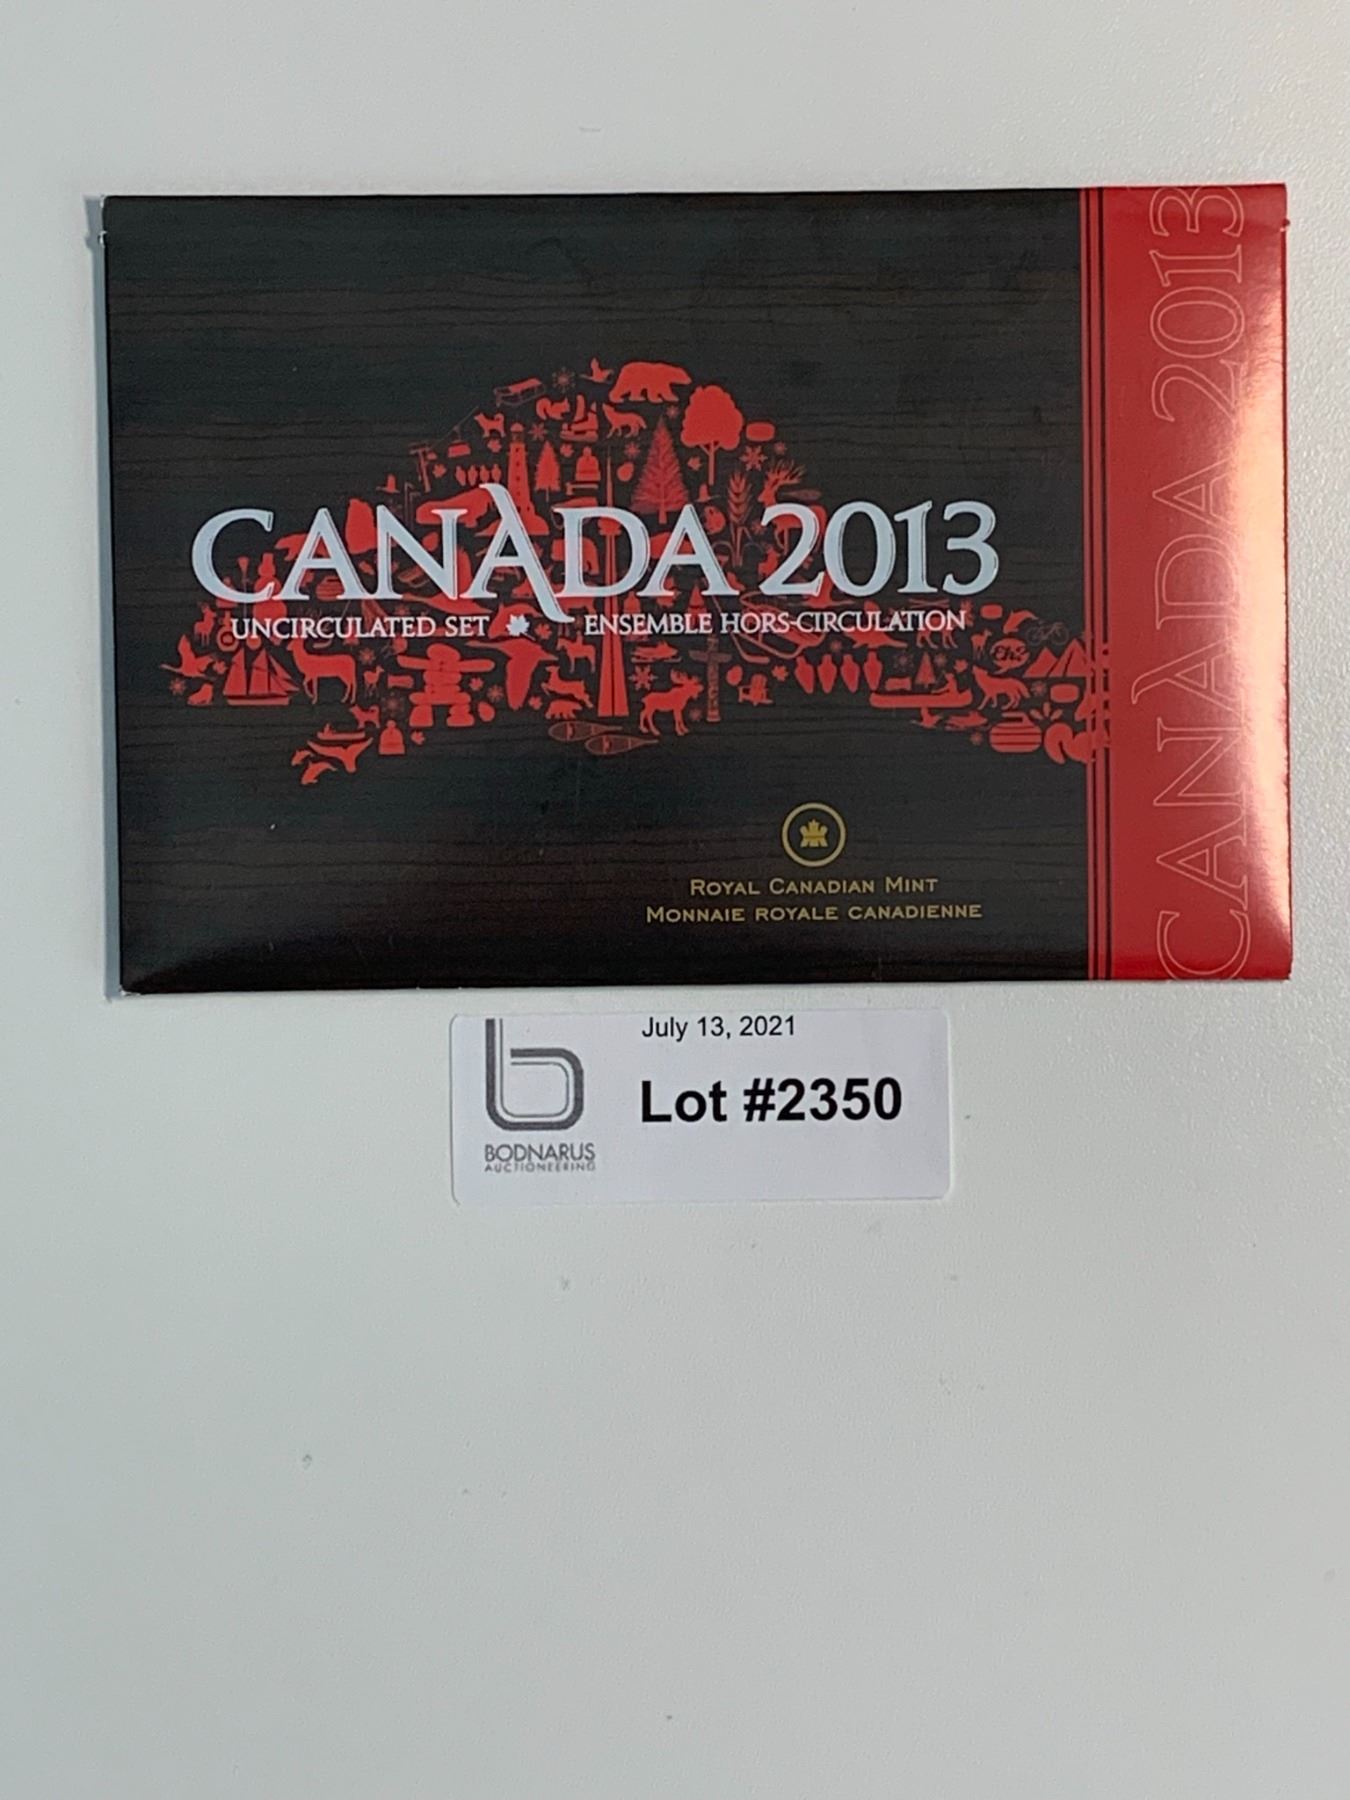 CANADA 2013
UNCIRCULATED SET ENSEMBLE HORS-CIRCULATION
Eh?
ROYAL CANADIAN MINT
MONNAIE ROYALE CANADIENNE
CANADA 2013
July 13, 2021
Lot #2350
BODNARUS
AUCTIONEERING